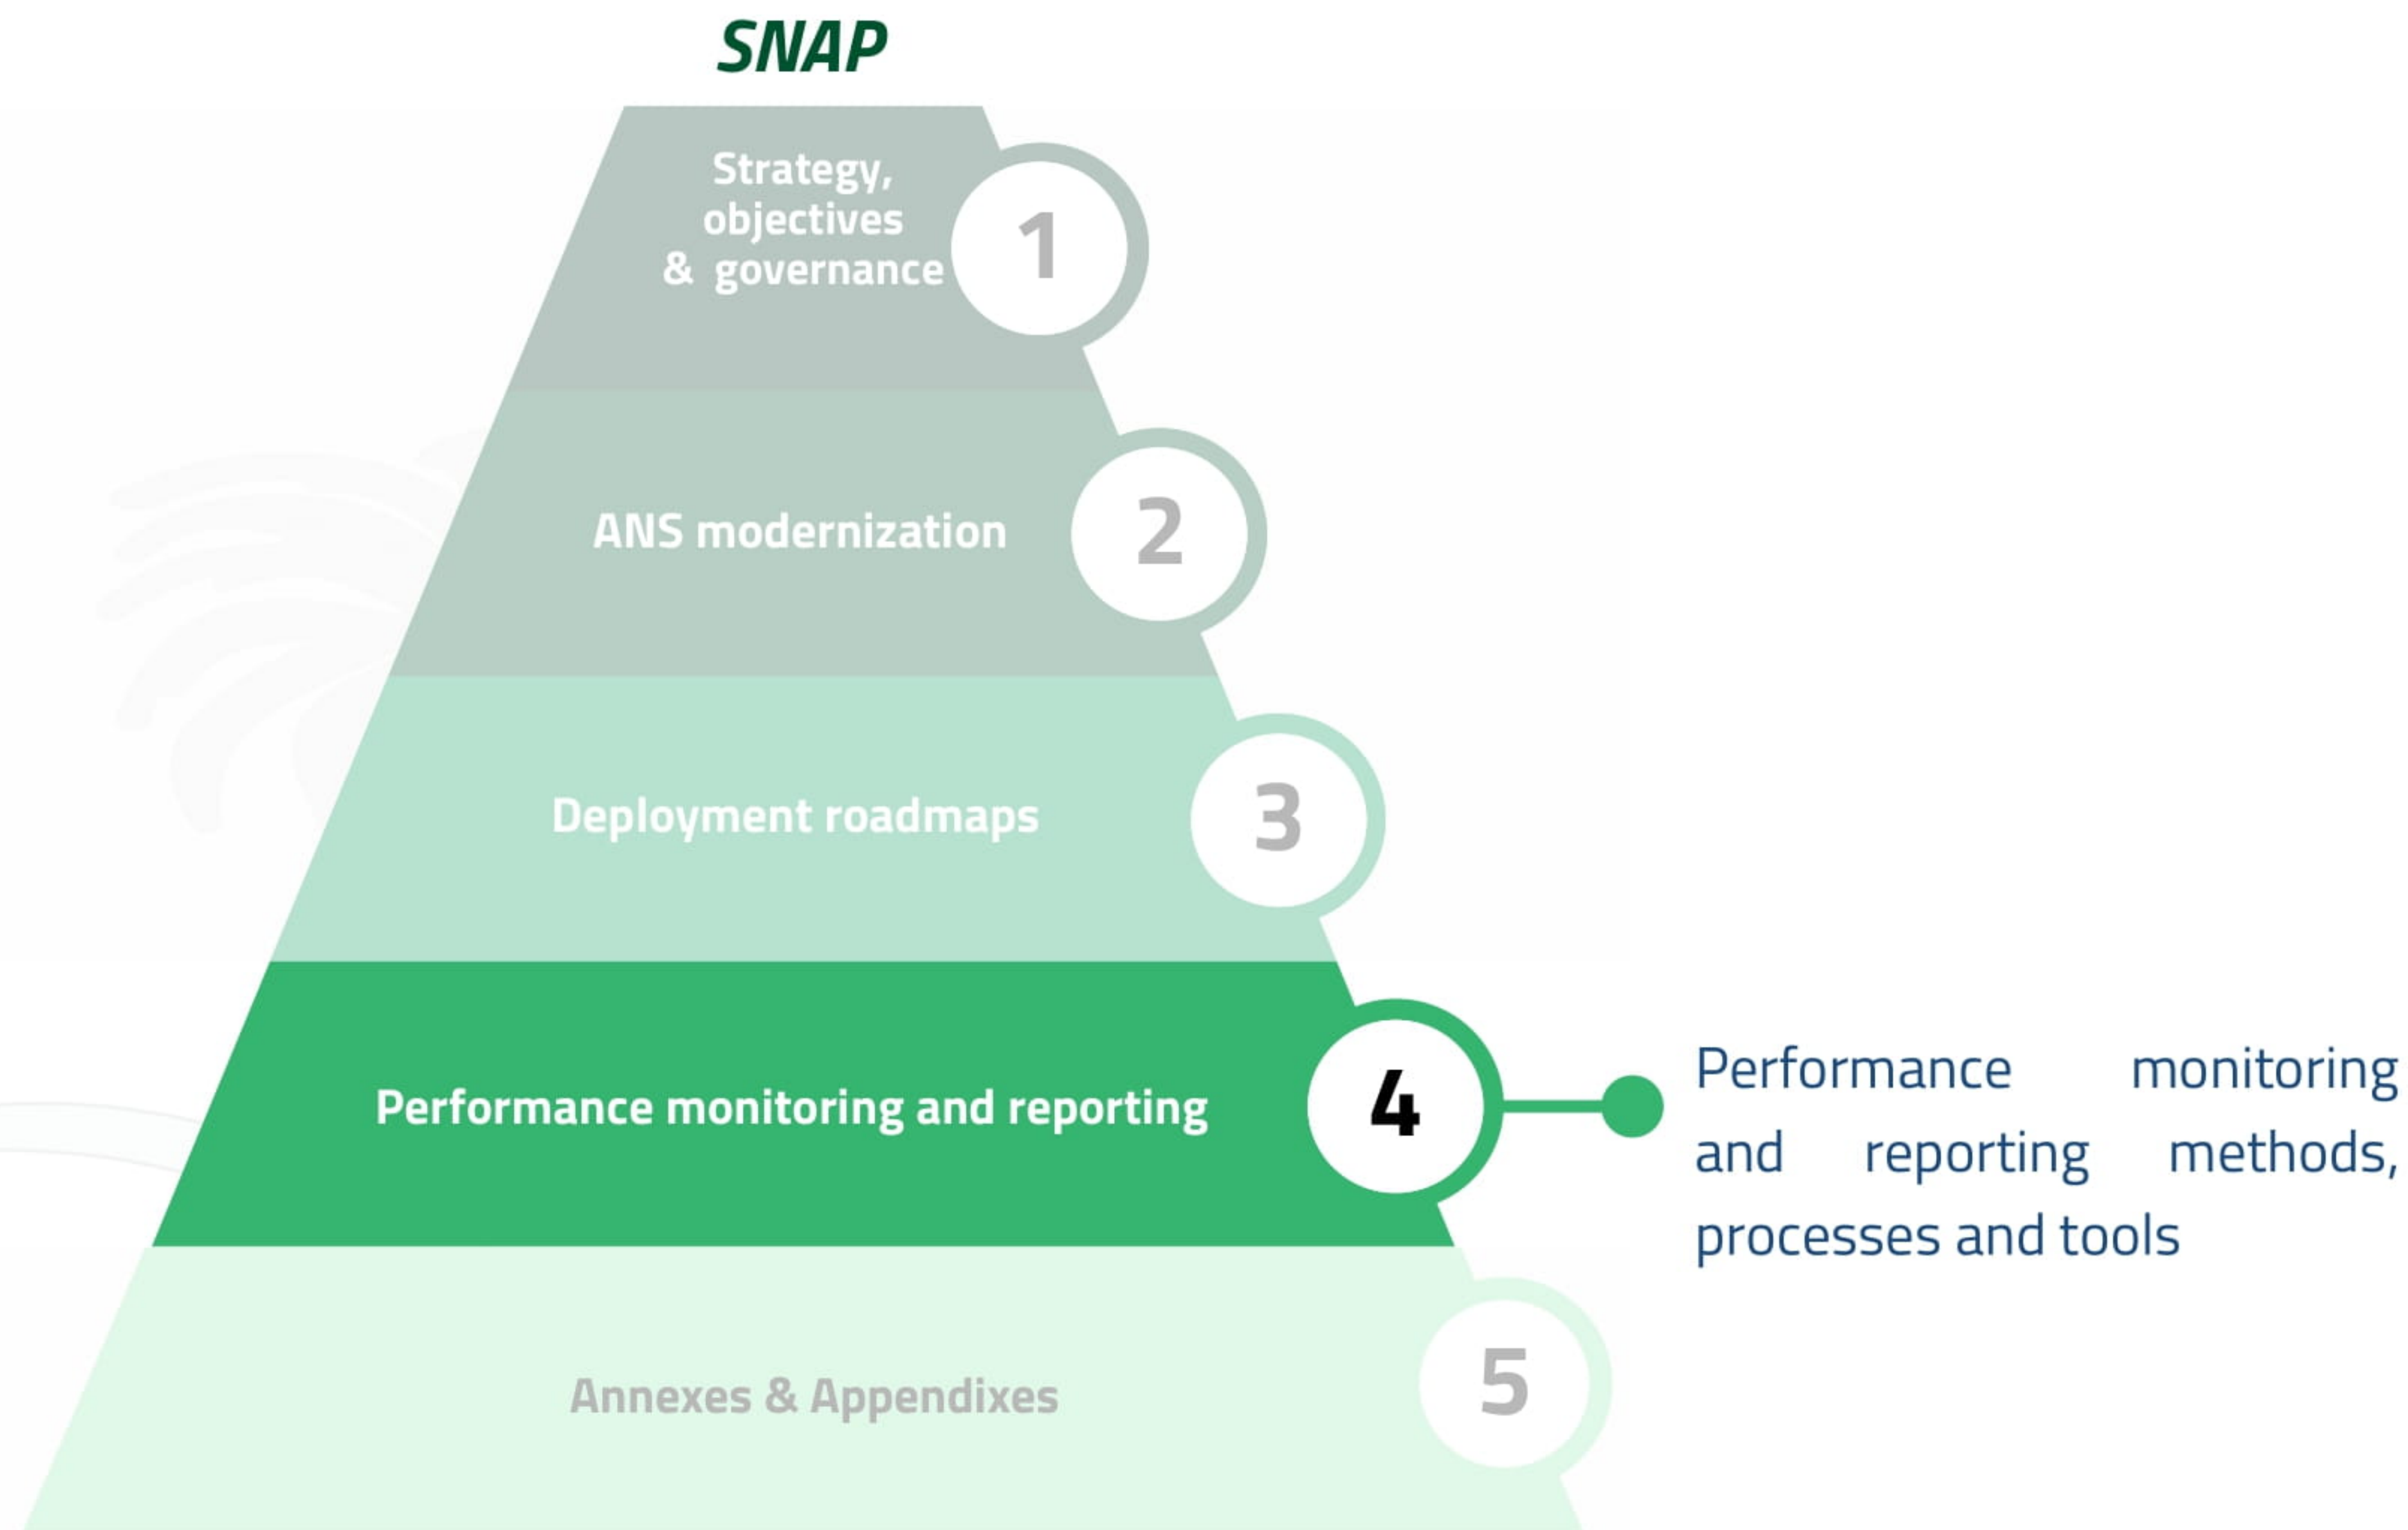 SNAP
Strategy,
objectives
& governance
1
ANS modernization
2
Deployment roadmaps
3
Performance monitoring and reporting
4
Performance monitoring
and reporting methods,
processes and tools
Annexes & Appendixes
5